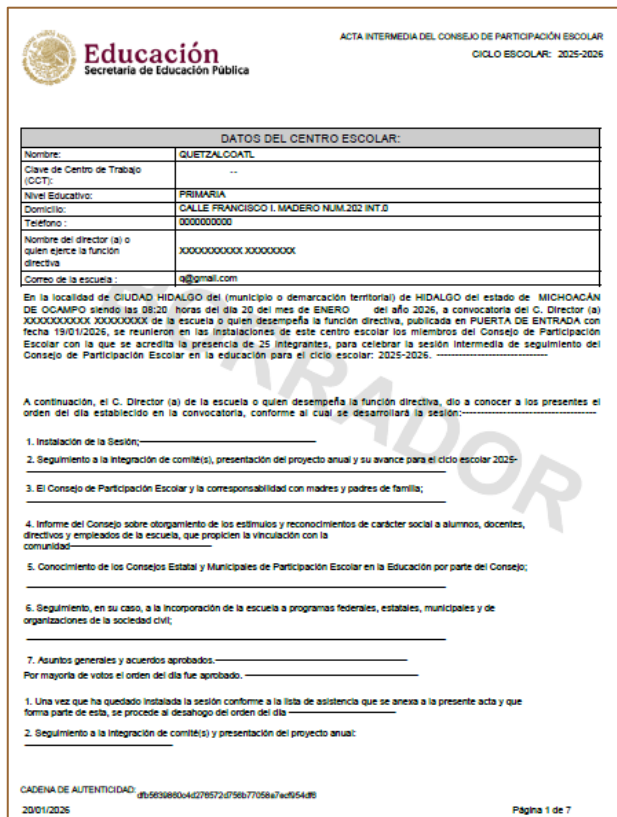 Educación
Secretaría de Educación Pública
ACTA INTERMEDIA DEL CONSEJO DE PARTICIPACIÓN ESCOLAR
CICLO ESCOLAR: 2025-2026
DATOS DEL CENTRO ESCOLAR:
Nombre: QUETZALCOATL
Clave de Centro de Trabajo (CCT): --
Nivel Educativo: PRIMARIA
Domicilio: CALLE FRANCISCO I. MADERO NUM.202 INT.0
Teléfono : 0000000000
Nombre del director (a) o quien ejerce la función directiva XXXXXXXXXX XXXXXXXX
Correo de la escuela : q@gmail.com
En la localidad de CIUDAD HIDALGO del (municipio o demarcación territorial) de HIDALGO del estado de MICHOACÁN
DE OCAMPO siendo las 08:20 horas del día 20 del mes de ENERO del año 2026, a convocatoria del C. Director (a)
XXXXXXXXXX XXXXXXXX de la escuela o quien desempeña la función directiva, publicada en PUERTA DE ENTRADA con
fecha 19/01/2026, se reunieron en las instalaciones de este centro escolar los miembros del Consejo de Participación
Escolar con la que se acredita la presencia de 25 integrantes, para celebrar la sesión intermedia de seguimiento del
Consejo de Participación Escolar en la educación para el ciclo escolar: 2025-2026. ------------------------------
A continuación, el C. Director (a) de la escuela o quien desempeña la función directiva, dio a conocer a los presentes el
orden del día establecido en la convocatoria, conforme al cual se desarrollará la sesión:------------------------------------
1. Instalación de la Sesión;
2. Seguimiento a la integración de comité(s), presentación del proyecto anual y su avance para el ciclo escolar 2025-
3. El Consejo de Participación Escolar y la corresponsabilidad con madres y padres de familia;
4. Informe del Consejo sobre otorgamiento de los estímulos y reconocimientos de carácter social a alumnos, docentes,
directivos y empleados de la escuela, que propicien la vinculación con la
comunidad
5. Conocimiento de los Consejos Estatal y Municipales de Participación Escolar en la Educación por parte del Consejo;
6. Seguimiento, en su caso, a la incorporación de la escuela a programas federales, estatales, municipales y de
organizaciones de la sociedad civil;
7. Asuntos generales y acuerdos aprobados.
Por mayoría de votos el orden del día fue aprobado.
1. Una vez que ha quedado instalada la sesión conforme a la lista de asistencia que se anexa a la presente acta y que
forma parte de esta, se procede al desahogo del orden del día
2. Seguimiento a la integración de comité(s) y presentación del proyecto anual:
BORRADOR
CADENA DE AUTENTICIDAD:
20/01/2026
Página 1 de 7